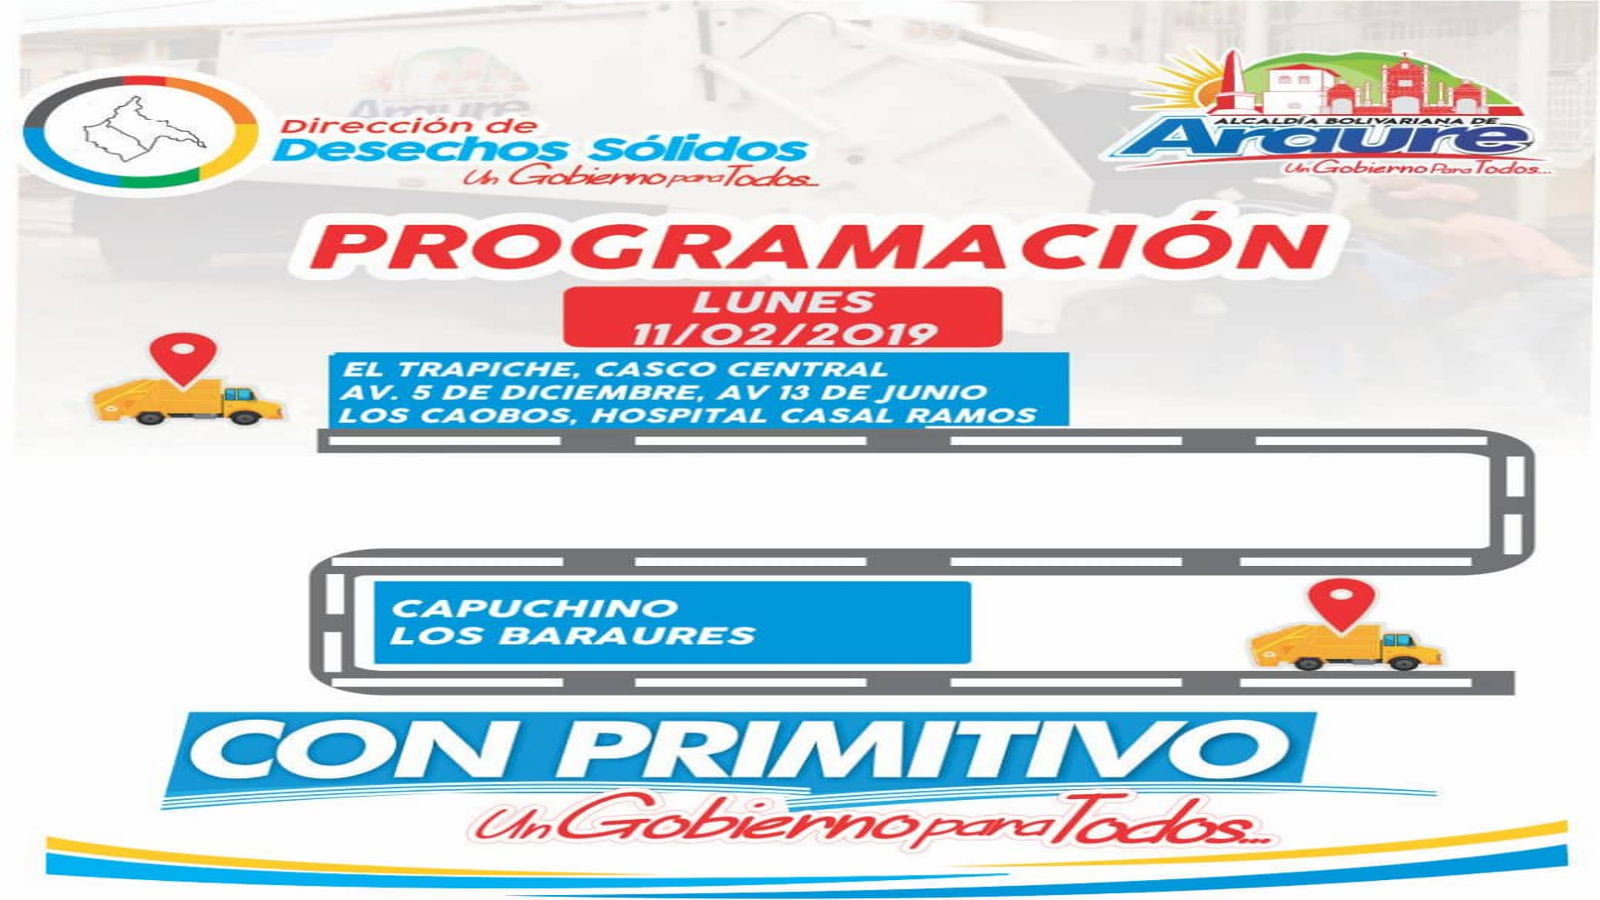 Dirección de
Desechos Sólidos
Un Gobierno para Todos...
ALCALDÍA BOLIVARIANA DE
Araure
Un Gobierno Para Todos...
Araure
PROGRAMACIÓN
LUNES
11/02/2019
EL TRAPICHE, CASCO CENTRAL
AV. 5 DE DICIEMBRE, AV 13 DE JUNIO
LOS CAOBOS, HOSPITAL CASAL RAMOS
CAPUCHINO
LOS BARAURES
CON PRIMITIVO
Un Gobierno para Todos...